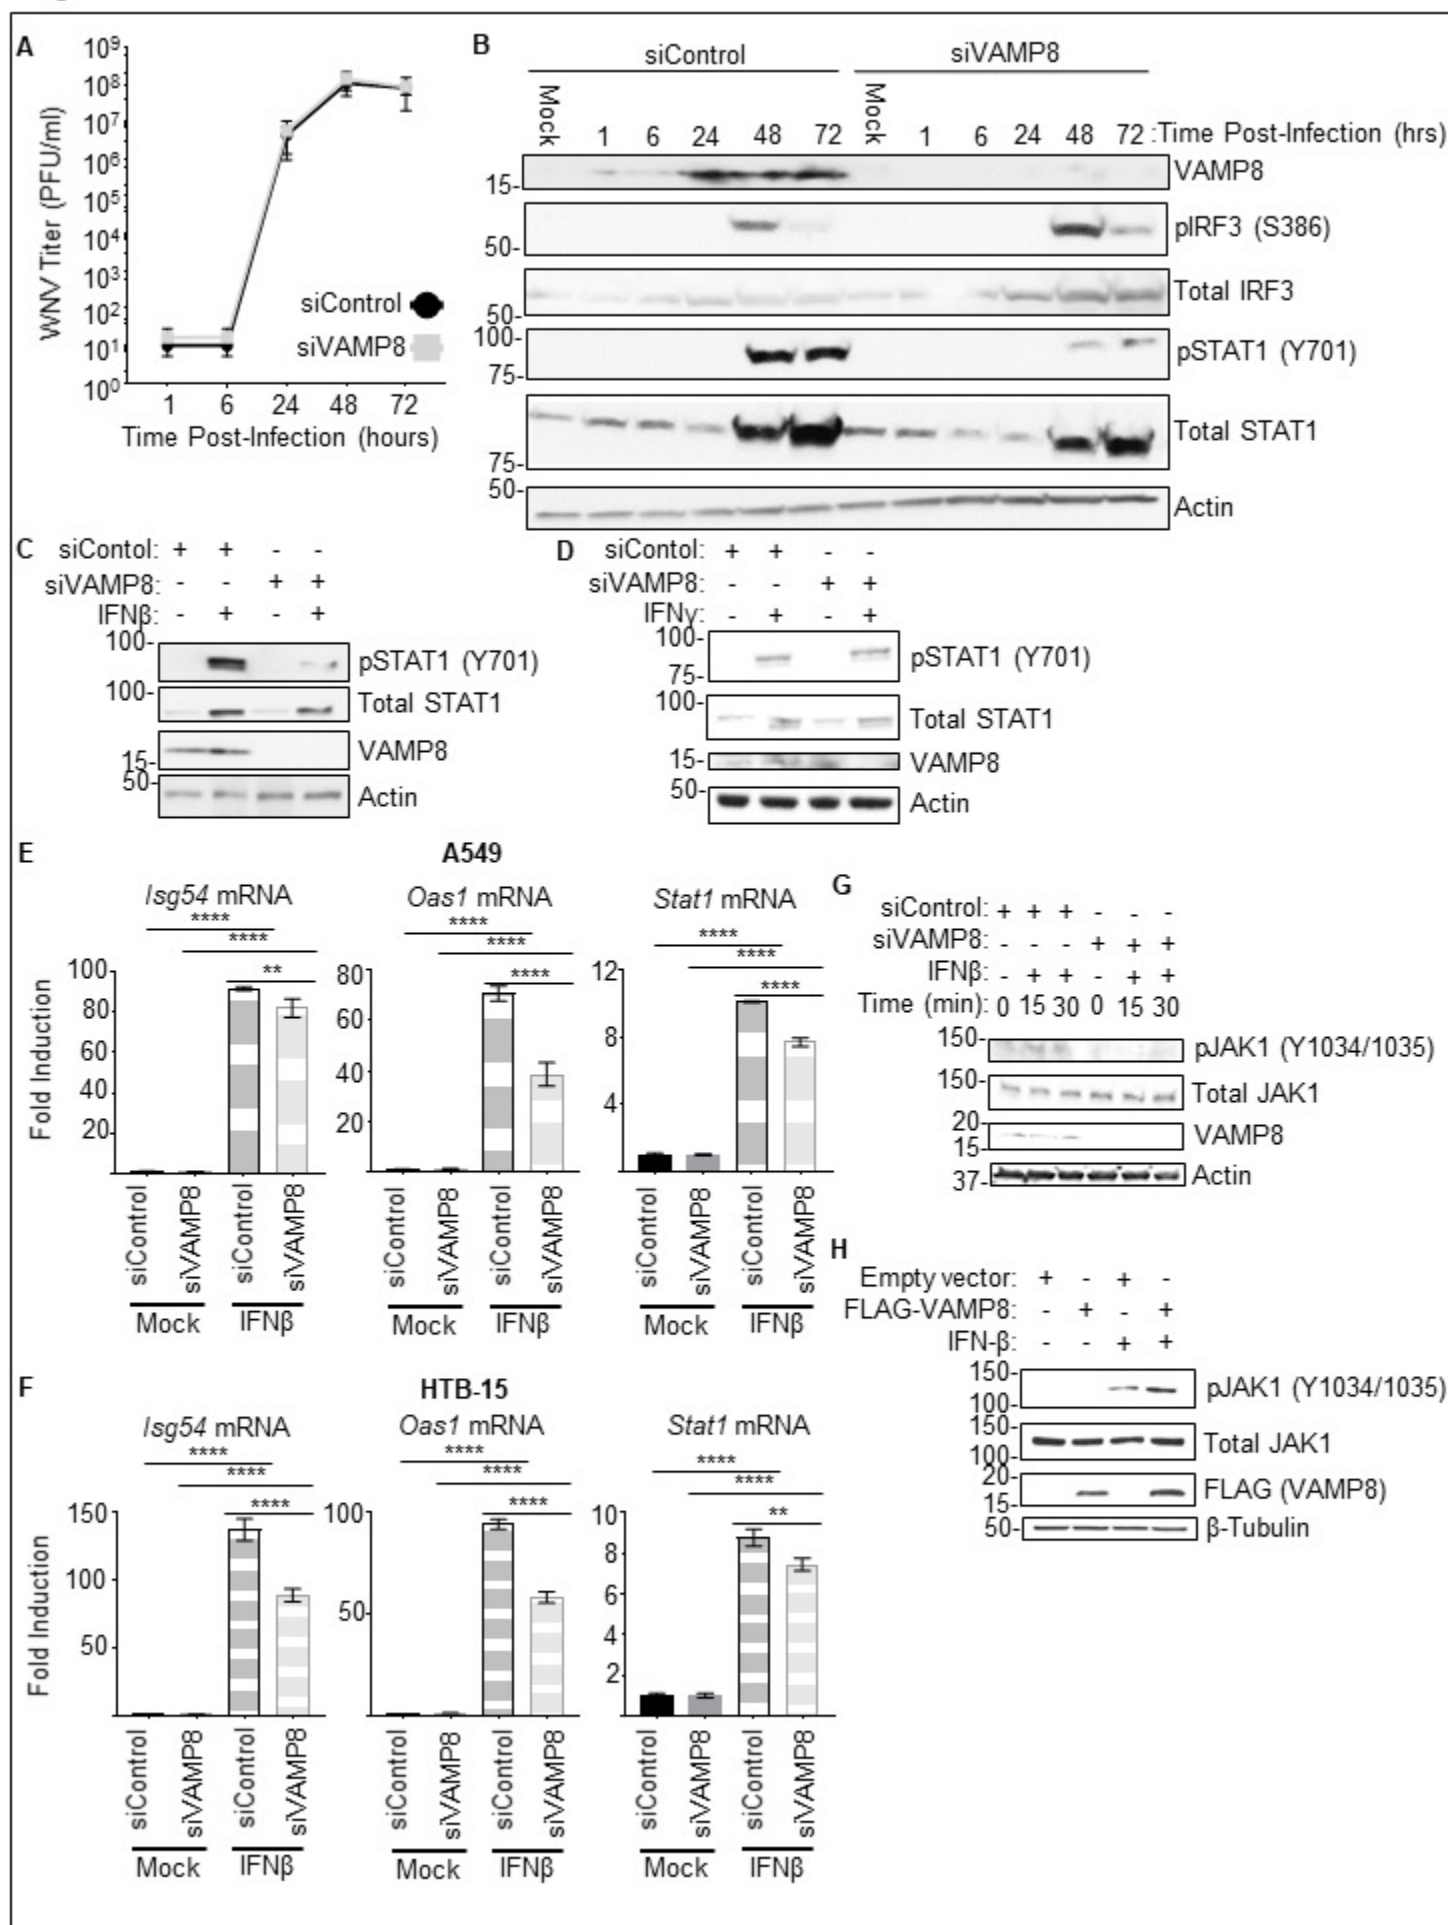 A
10⁹
10⁸
10⁷
10⁶
10⁵
10⁴
10³
10²
10¹
10⁰
WNV Titer (PFU/ml)
siControl
siVAMP8
1 6 24 48 72
Time Post-Infection (hours)
B
siControl siVAMP8
Mock 1 6 24 48 72 Mock 1 6 24 48 72 :Time Post-Infection (hrs)
15- VAMP8
50- pIRF3 (S386)
50- Total IRF3
100-
75- pSTAT1 (Y701)
75- Total STAT1
50- Actin
C
siContol: + + - -
siVAMP8: - - + +
IFNβ: - + - +
100- pSTAT1 (Y701)
100- Total STAT1
15- VAMP8
50- Actin
D
siContol: + + - -
siVAMP8: - - + +
IFNγ: - + - +
100-
75- pSTAT1 (Y701)
100- Total STAT1
15- VAMP8
50- Actin
E
A549
Isg54 mRNA
****
****
**
Fold Induction
100
80
60
40
20
siControl siVAMP8 siControl siVAMP8
Mock IFNβ
Oas1 mRNA
****
****
****
80
60
40
20
siControl siVAMP8 siControl siVAMP8
Mock IFNβ
Stat1 mRNA
****
****
****
12
8
4
siControl siVAMP8 siControl siVAMP8
Mock IFNβ
F
HTB-15
Isg54 mRNA
****
****
****
Fold Induction
150
100
50
siControl siVAMP8 siControl siVAMP8
Mock IFNβ
Oas1 mRNA
****
****
****
100
50
siControl siVAMP8 siControl siVAMP8
Mock IFNβ
Stat1 mRNA
****
****
**
10
8
6
4
2
siControl siVAMP8 siControl siVAMP8
Mock IFNβ
G
siControl: + + + - - -
siVAMP8: - - - + + +
IFNβ: - + + - + +
Time (min): 0 15 30 0 15 30
150- pJAK1 (Y1034/1035)
150- Total JAK1
20
15- VAMP8
37- Actin
H
Empty vector: + - + -
FLAG-VAMP8: - + - +
IFN-β: - - + +
150-
100- pJAK1 (Y1034/1035)
150-
100- Total JAK1
20-
15- FLAG (VAMP8)
50- β-Tubulin